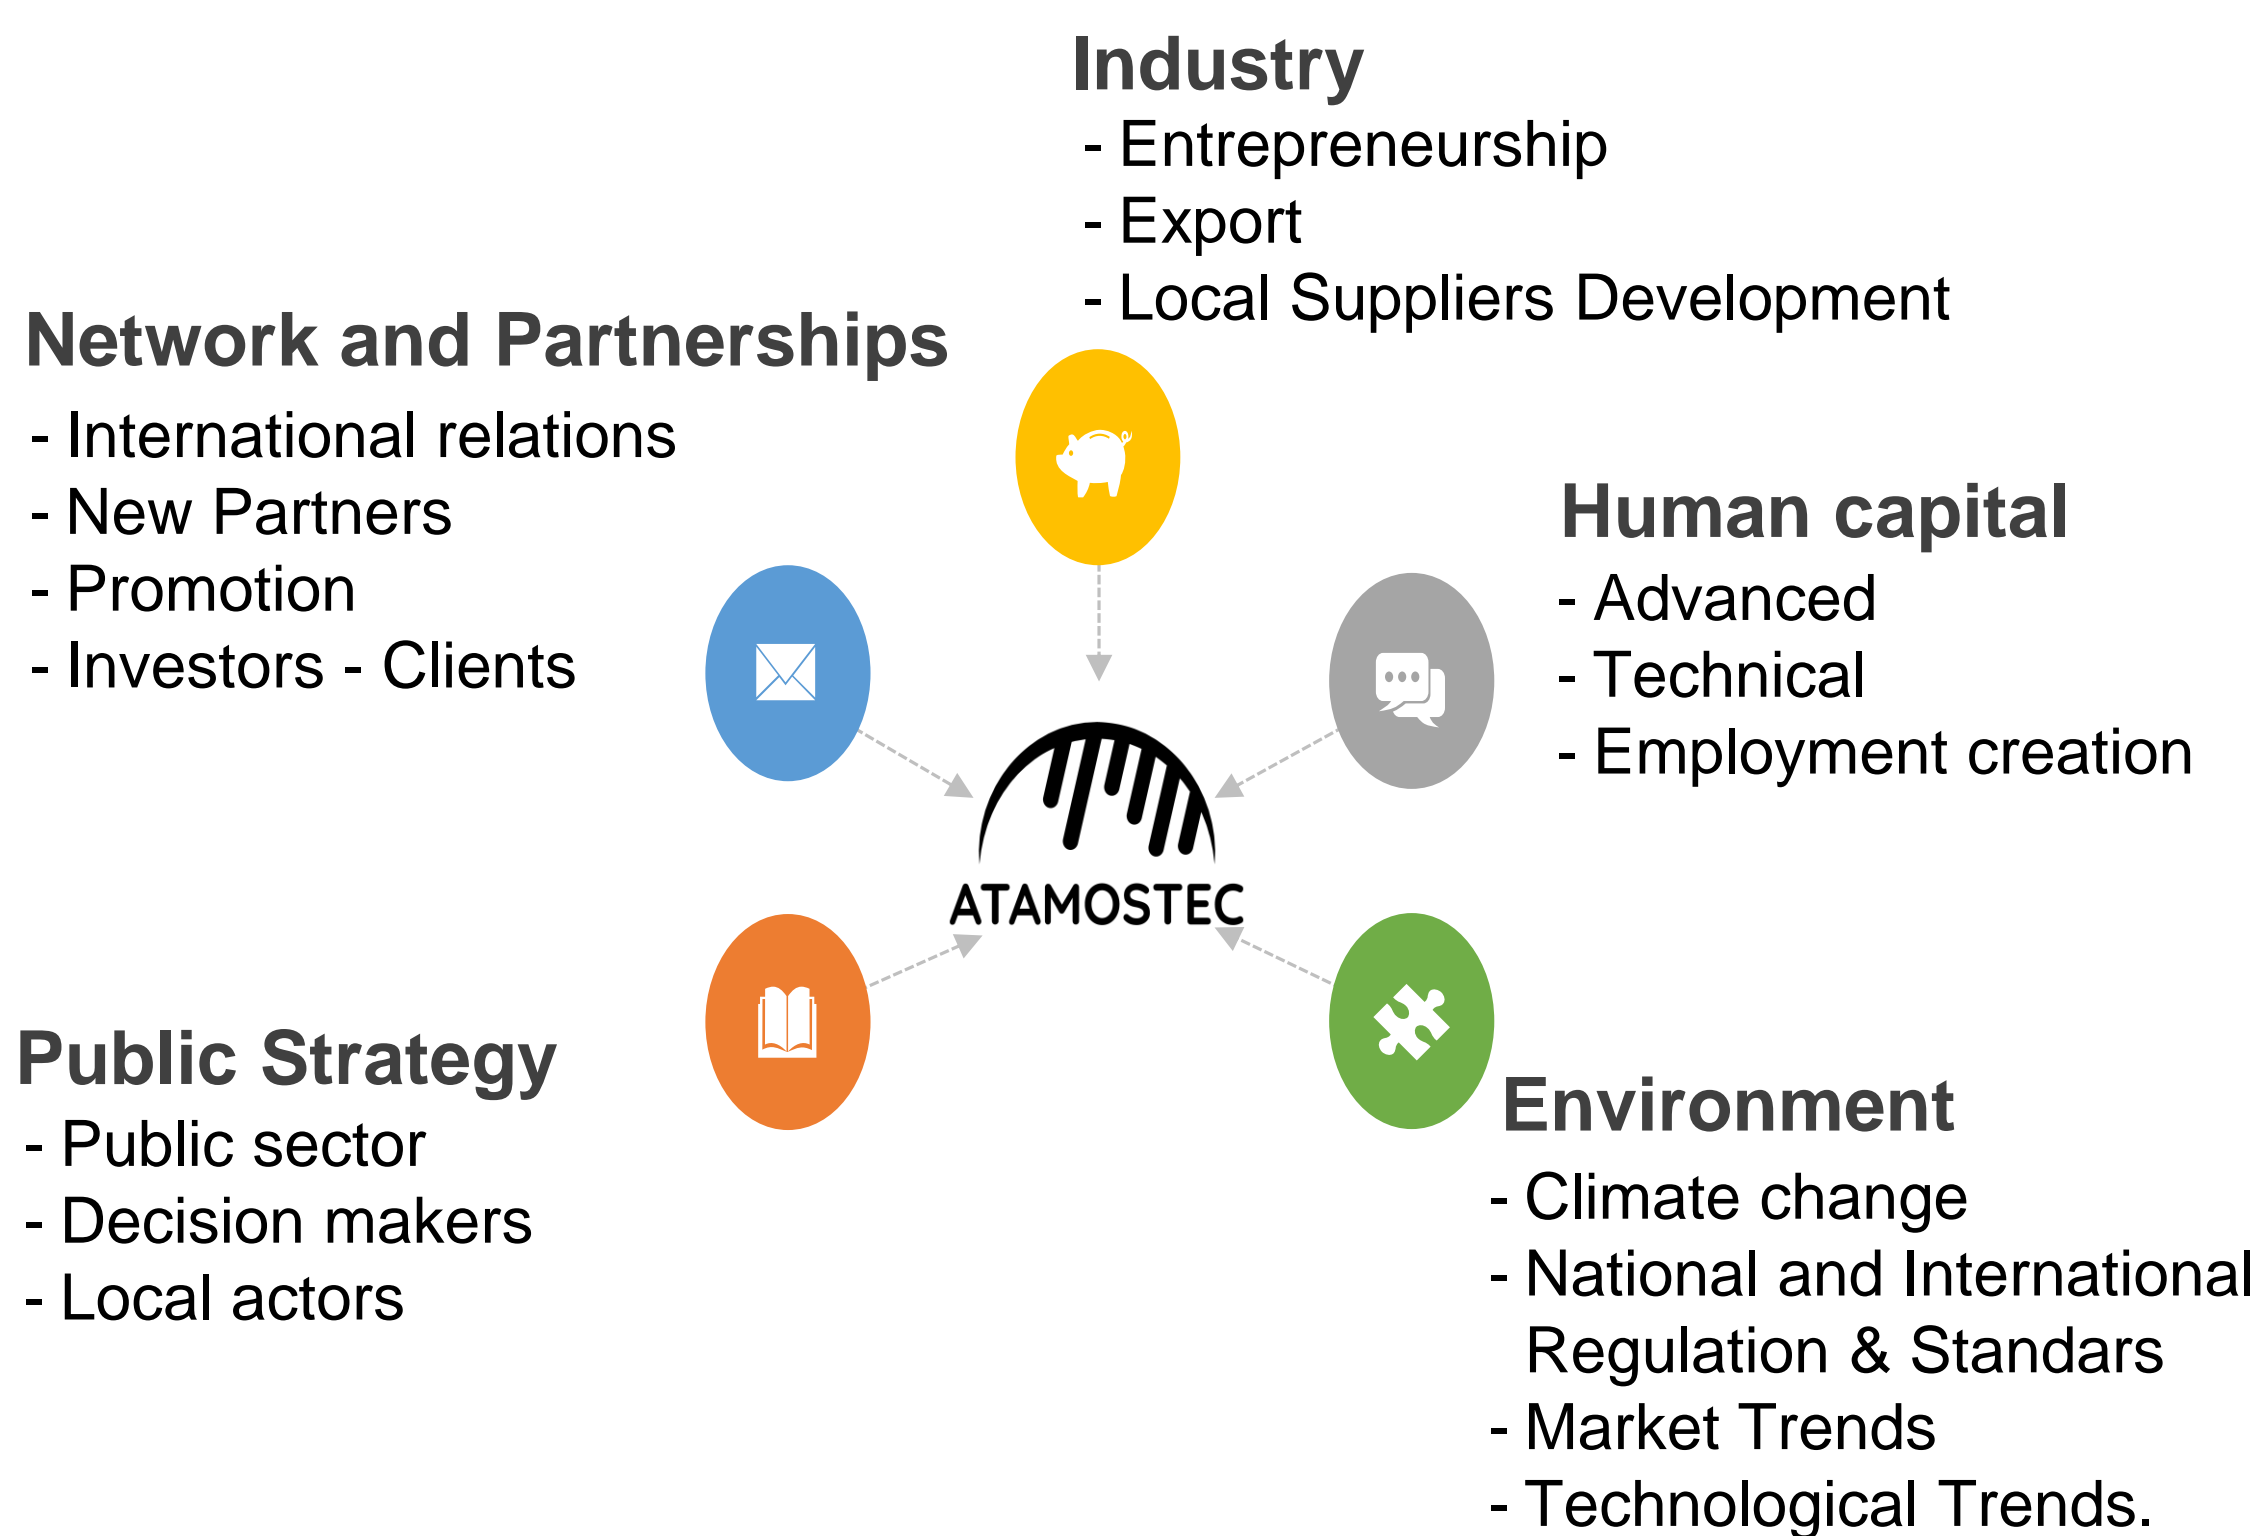 Industry
- Entrepreneurship
- Export
- Local Suppliers Development
Network and Partnerships
- International relations
- New Partners
- Promotion
- Investors - Clients
Human capital
- Advanced
- Technical
- Employment creation
ATAMOSTEC
Public Strategy
- Public sector
- Decision makers
- Local actors
Environment
- Climate change
- National and International
Regulation & Standars
- Market Trends
- Technological Trends.